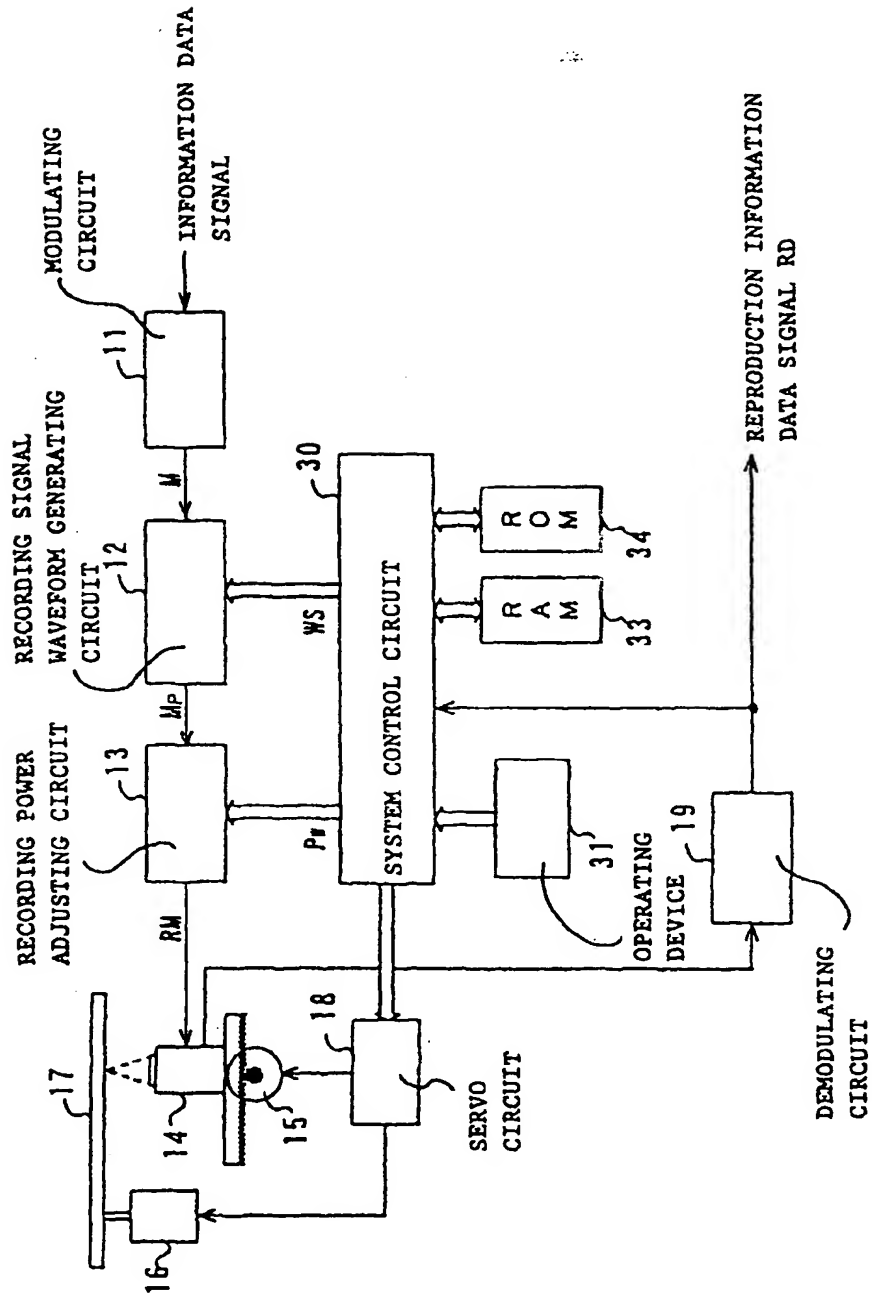 INFORMATION DATA
SIGNAL
MODULATING
CIRCUIT
11
M
RECORDING SIGNAL
WAVEFORM GENERATING
CIRCUIT
12
MP
RECORDING POWER
ADJUSTING CIRCUIT
13
RM
17
14
15
16
18
SERVO
CIRCUIT
PW
WS
30
SYSTEM CONTROL CIRCUIT
31
OPERATING
DEVICE
RAM
33
ROM
34
19
DEMODULATING
CIRCUIT
REPRODUCTION INFORMATION
DATA SIGNAL RD